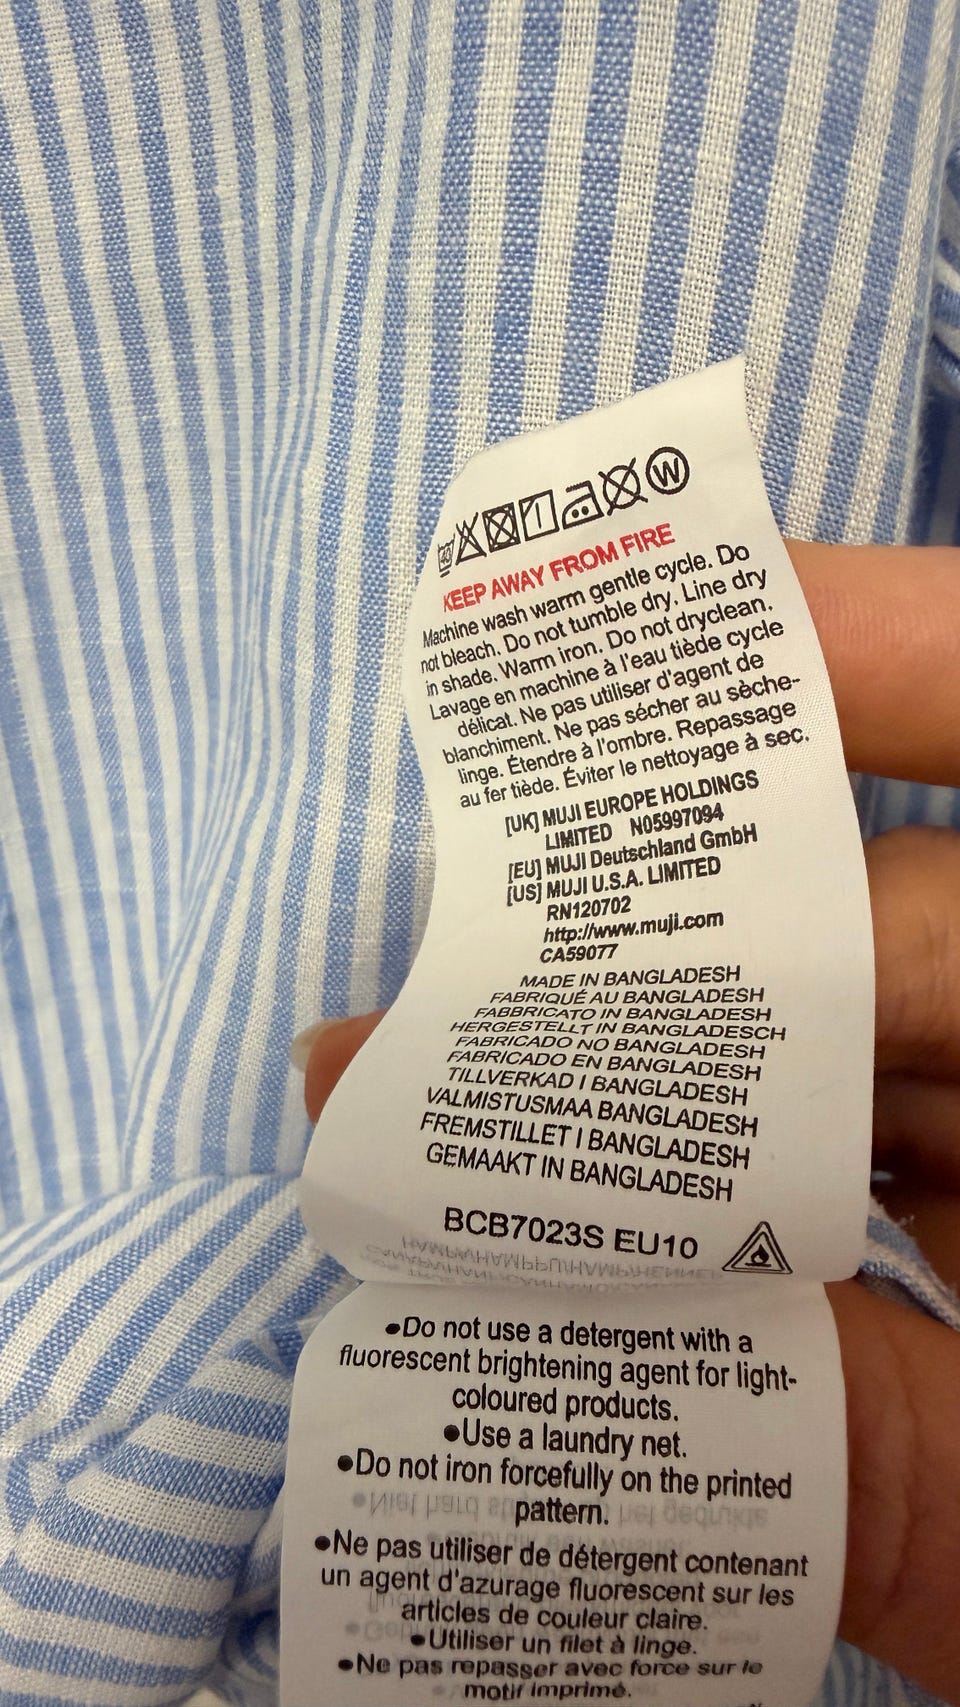 40 W
KEEP AWAY FROM FIRE
Machine wash warm gentle cycle. Do
not bleach. Do not tumble dry. Line dry
in shade. Warm iron. Do not dryclean.
Lavage en machine à l'eau tiède cycle
délicat. Ne pas utiliser d'agent de
blanchiment. Ne pas sécher au sèche-
linge. Étendre à l'ombre. Repassage
au fer tiède. Éviter le nettoyage à sec.
[UK] MUJI EUROPE HOLDINGS
LIMITED N05997094
[EU] MUJI Deutschland GmbH
[US] MUJI U.S.A. LIMITED
RN120702
http://www.muji.com
CA59077
MADE IN BANGLADESH
FABRIQUÉ AU BANGLADESH
FABBRICATO IN BANGLADESH
HERGESTELLT IN BANGLADESCH
FABRICADO NO BANGLADESH
FABRICADO EN BANGLADESH
TILLVERKAD I BANGLADESH
VALMISTUSMAA BANGLADESH
FREMSTILLET I BANGLADESH
GEMAAKT IN BANGLADESH
BCB7023S EU10
•Do not use a detergent with a
fluorescent brightening agent for light-
coloured products.
•Use a laundry net.
•Do not iron forcefully on the printed
pattern.
•Ne pas utiliser de détergent contenant
un agent d'azurage fluorescent sur les
articles de couleur claire.
•Utiliser un filet à linge.
•Ne pas repasser avec force sur le
motif imprimé.